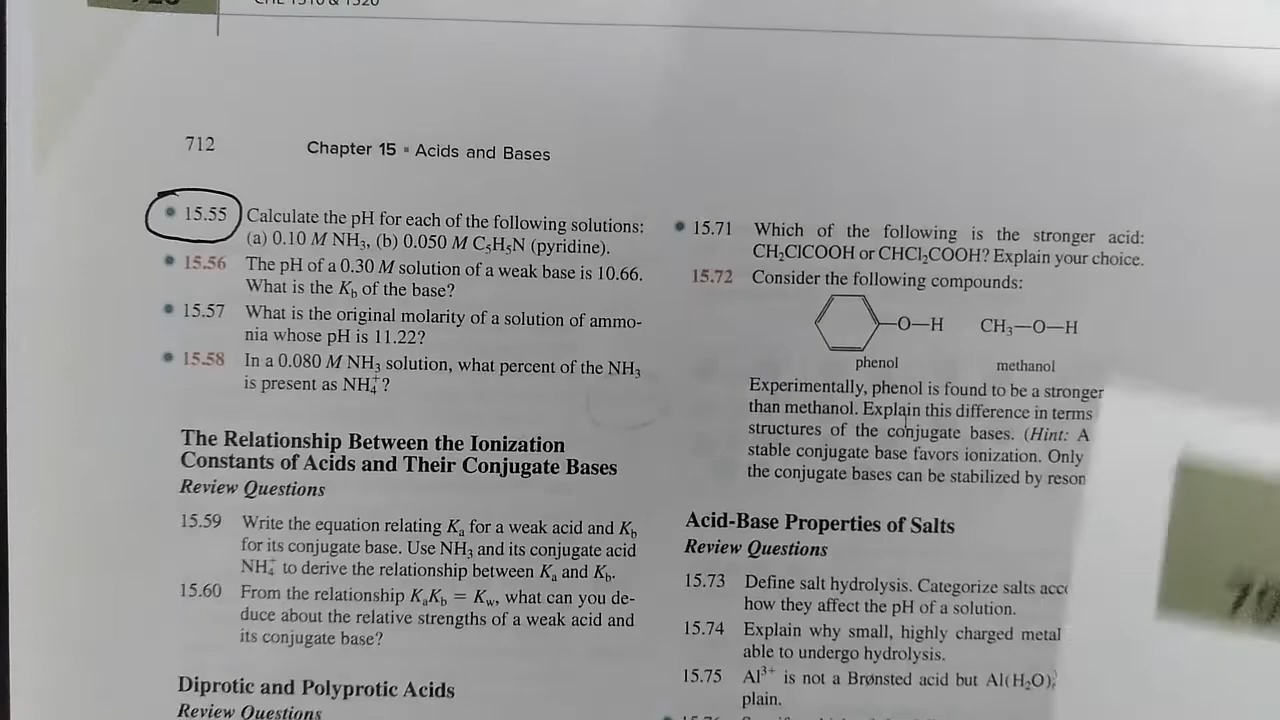 CHE 1310 & 1320
712
Chapter 15 ▪ Acids and Bases
• 15.55 Calculate the pH for each of the following solutions:
(a) 0.10 M NH₃, (b) 0.050 M C₅H₅N (pyridine).
• 15.56 The pH of a 0.30 M solution of a weak base is 10.66.
What is the K_b of the base?
• 15.57 What is the original molarity of a solution of ammo-
nia whose pH is 11.22?
• 15.58 In a 0.080 M NH₃ solution, what percent of the NH₃
is present as NH₄⁺?
The Relationship Between the Ionization
Constants of Acids and Their Conjugate Bases
Review Questions
15.59 Write the equation relating Kₐ for a weak acid and K_b
for its conjugate base. Use NH₃ and its conjugate acid
NH₄⁺ to derive the relationship between Kₐ and K_b.
15.60 From the relationship KₐK_b = K_w, what can you de-
duce about the relative strengths of a weak acid and
its conjugate base?
Diprotic and Polyprotic Acids
Review Questions
• 15.71 Which of the following is the stronger acid:
CH₂ClCOOH or CHCl₂COOH? Explain your choice.
15.72 Consider the following compounds:
O—H CH₃—O—H
phenol methanol
Experimentally, phenol is found to be a stronger
than methanol. Explain this difference in terms
structures of the conjugate bases. (Hint: A
stable conjugate base favors ionization. Only
the conjugate bases can be stabilized by reson
Acid-Base Properties of Salts
Review Questions
15.73 Define salt hydrolysis. Categorize salts acc
how they affect the pH of a solution.
15.74 Explain why small, highly charged metal
able to undergo hydrolysis.
15.75 Al³⁺ is not a Brønsted acid but Al(H₂O)
plain.